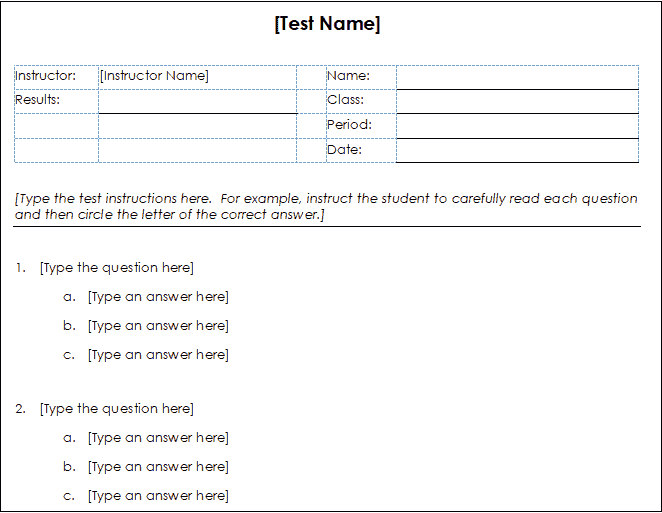 [Test Name]
Instructor: [Instructor Name] Name:
Results: Class:
Period:
Date:
[Type the test instructions here.  For example, instruct the student to carefully read each question
and then circle the letter of the correct answer.]
1. [Type the question here]
a. [Type an answer here]
b. [Type an answer here]
c. [Type an answer here]
2. [Type the question here]
a. [Type an answer here]
b. [Type an answer here]
c. [Type an answer here]